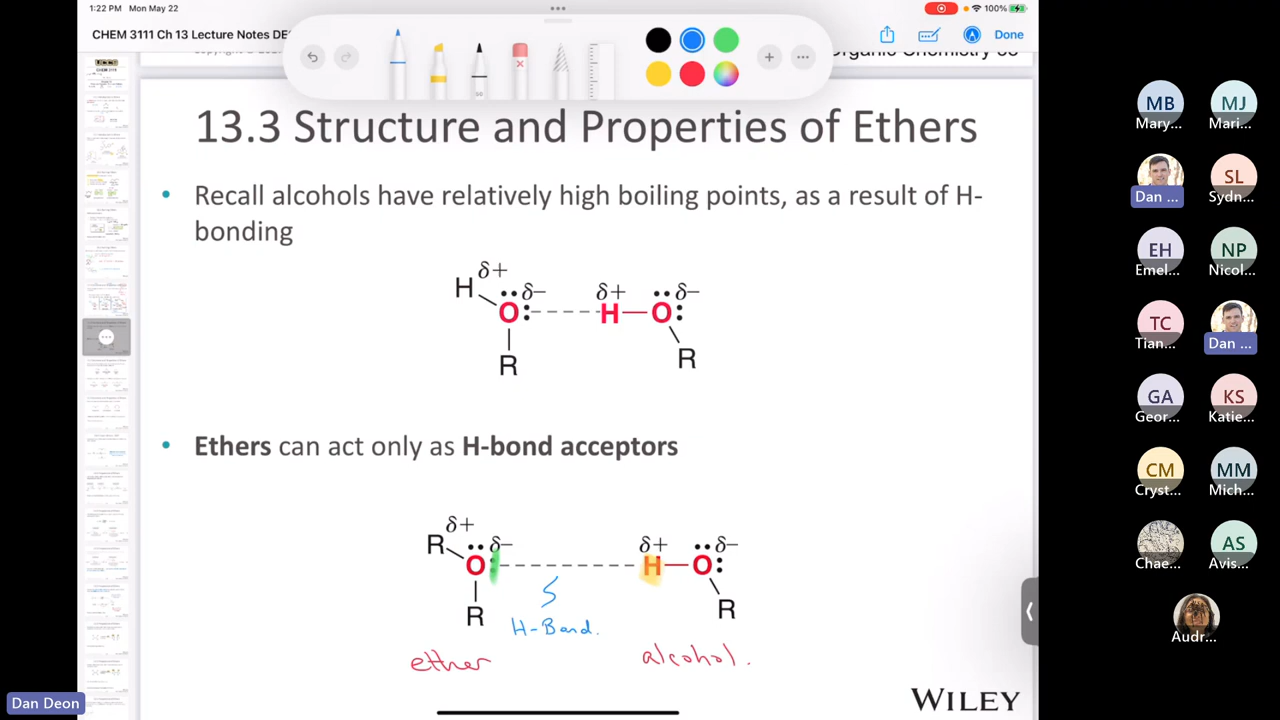 1:22 PM Mon May 22
100%
CHEM 3111 Ch 13 Lecture Notes DE
Done
Organic Chemistry
13.3 Structure and Properties of Ethers
• Recall alcohols have relatively high boiling points, is a result of H-
bonding
δ+
H δ− δ+ δ−
O H O
R R
• Ethers can act only as H-bond acceptors
δ+
R δ− δ+ δ−
O H O
R R
H-Bond.
ether alcohol.
WILEY
MB MJ
Mary... Mari...
SL
Dan ... Sydn...
EH NP
Emel... Nicol...
TC
Tian... Dan ...
GA KS
Geor... Katie...
CM MM
Cryst... Mich...
AS
Chae... Avis...
Audr...
Dan Deon